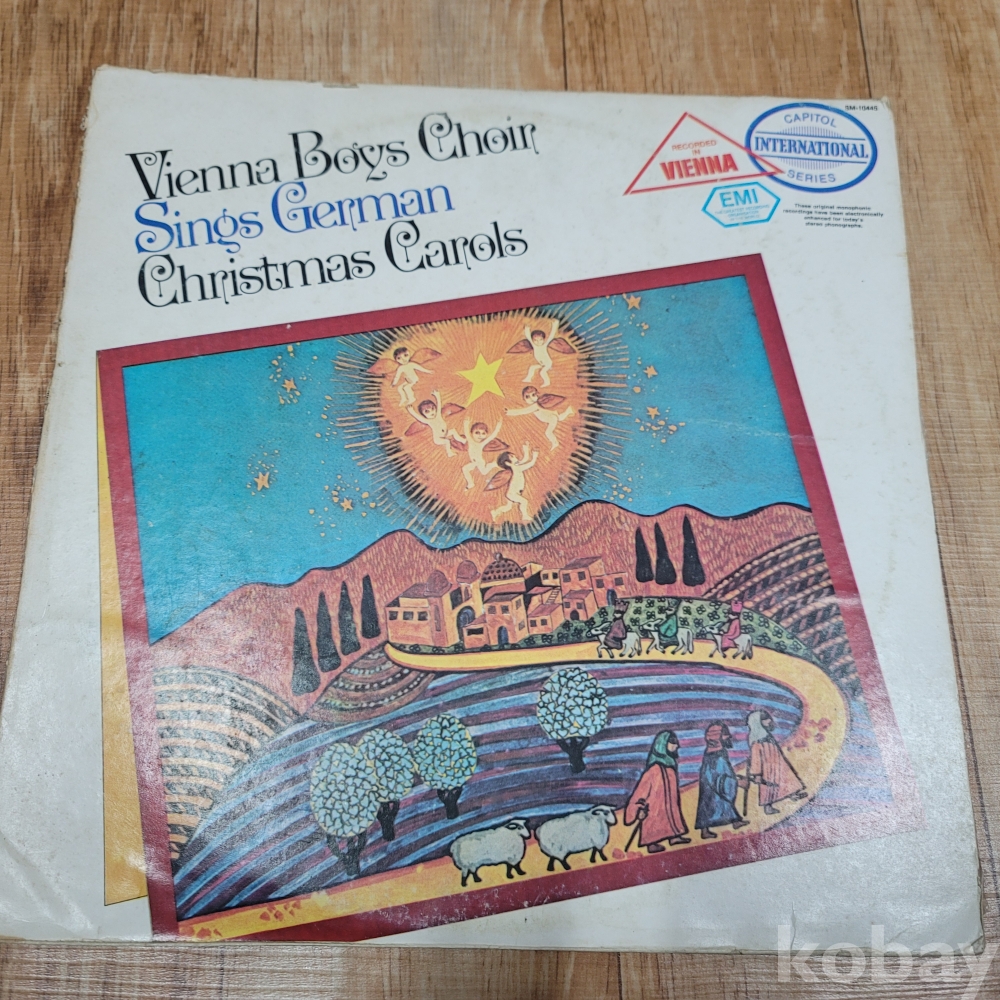 Vienna Boys Choir
Sings German
Christmas Carols
SM-10445
RECORDED
IN
VIENNA
CAPITOL
INTERNATIONAL
SERIES
EMI
These original monophonic
recordings have been electronically
enhanced for today's
stereo phonographs.
kobay